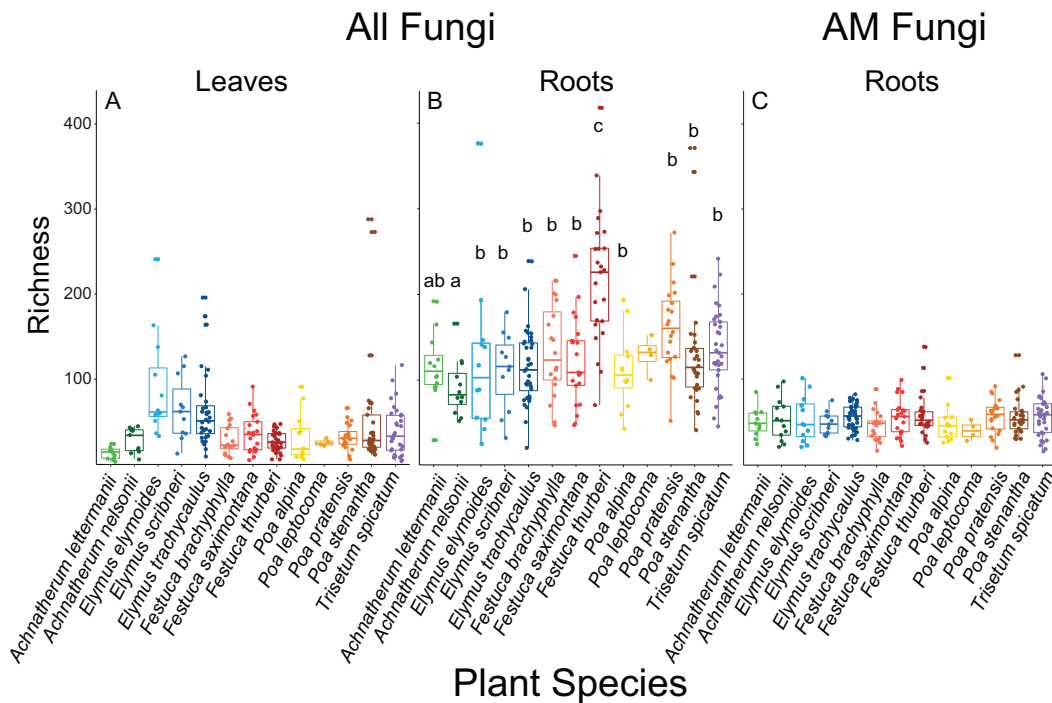 All Fungi
AM Fungi
Leaves
Roots
Roots
A
B
C
Richness
400
300
200
100
ab
a
b
b
b
b
b
c
b
b
b
b
Achnatherum lettermanii
Achnatherum nelsonii
Elymus elymoides
Elymus scribneri
Elymus trachycaulus
Festuca brachyphylla
Festuca saximontana
Festuca thurberi
Poa alpina
Poa leptocoma
Poa pratensis
Poa stenantha
Trisetum spicatum
Achnatherum lettermanii
Achnatherum nelsonii
Elymus elymoides
Elymus scribneri
Elymus trachycaulus
Festuca brachyphylla
Festuca saximontana
Festuca thurberi
Poa alpina
Poa leptocoma
Poa pratensis
Poa stenantha
Trisetum spicatum
Achnatherum lettermanii
Achnatherum nelsonii
Elymus elymoides
Elymus scribneri
Elymus trachycaulus
Festuca brachyphylla
Festuca saximontana
Festuca thurberi
Poa alpina
Poa leptocoma
Poa pratensis
Poa stenantha
Trisetum spicatum
Plant Species